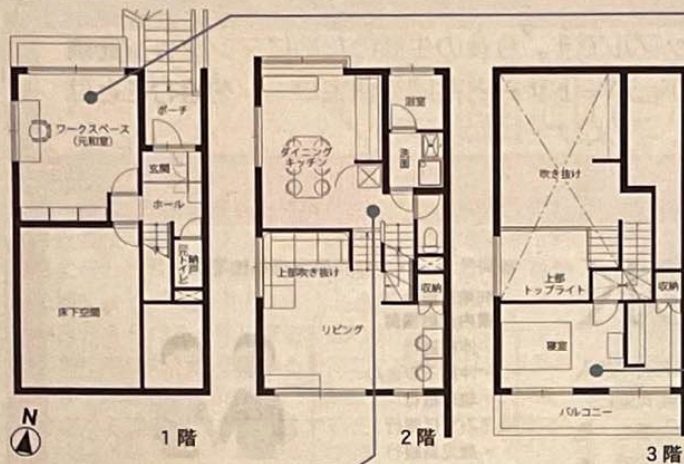 ワークスペース
(元和室)
ポーチ
玄関
ホール
納戸
元トイレ
床下空間
N
1階
浴室
洗面
ダイニング
キッチン
上部吹き抜け
収納
リビング
2階
吹き抜け
上部
トップライト
収納
寝室
バルコニー
3階